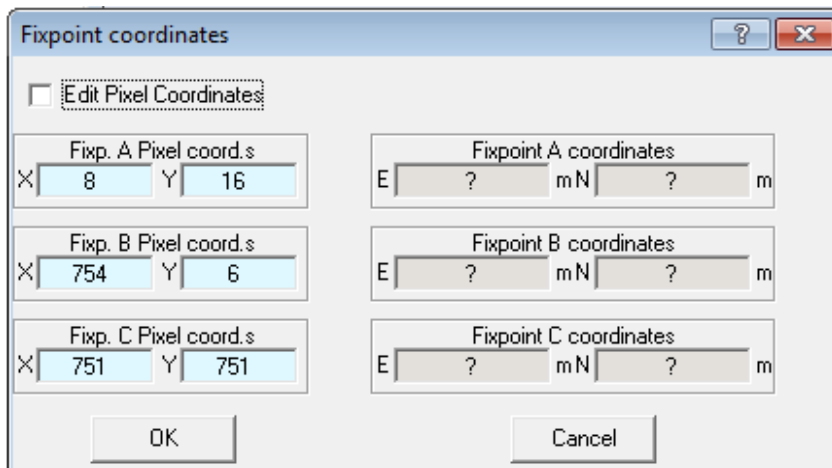 Fixpoint coordinates ?
Edit Pixel Coordinates
Fixp. A Pixel coord.s Fixpoint A coordinates
X 8 Y 16 E ? m N ? m
Fixp. B Pixel coord.s Fixpoint B coordinates
X 754 Y 6 E ? m N ? m
Fixp. C Pixel coord.s Fixpoint C coordinates
X 751 Y 751 E ? m N ? m
OK Cancel